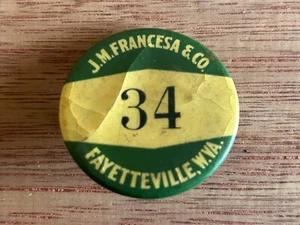 J.M. FRANCESA & CO.
34
FAYETTEVILLE, W.VA.